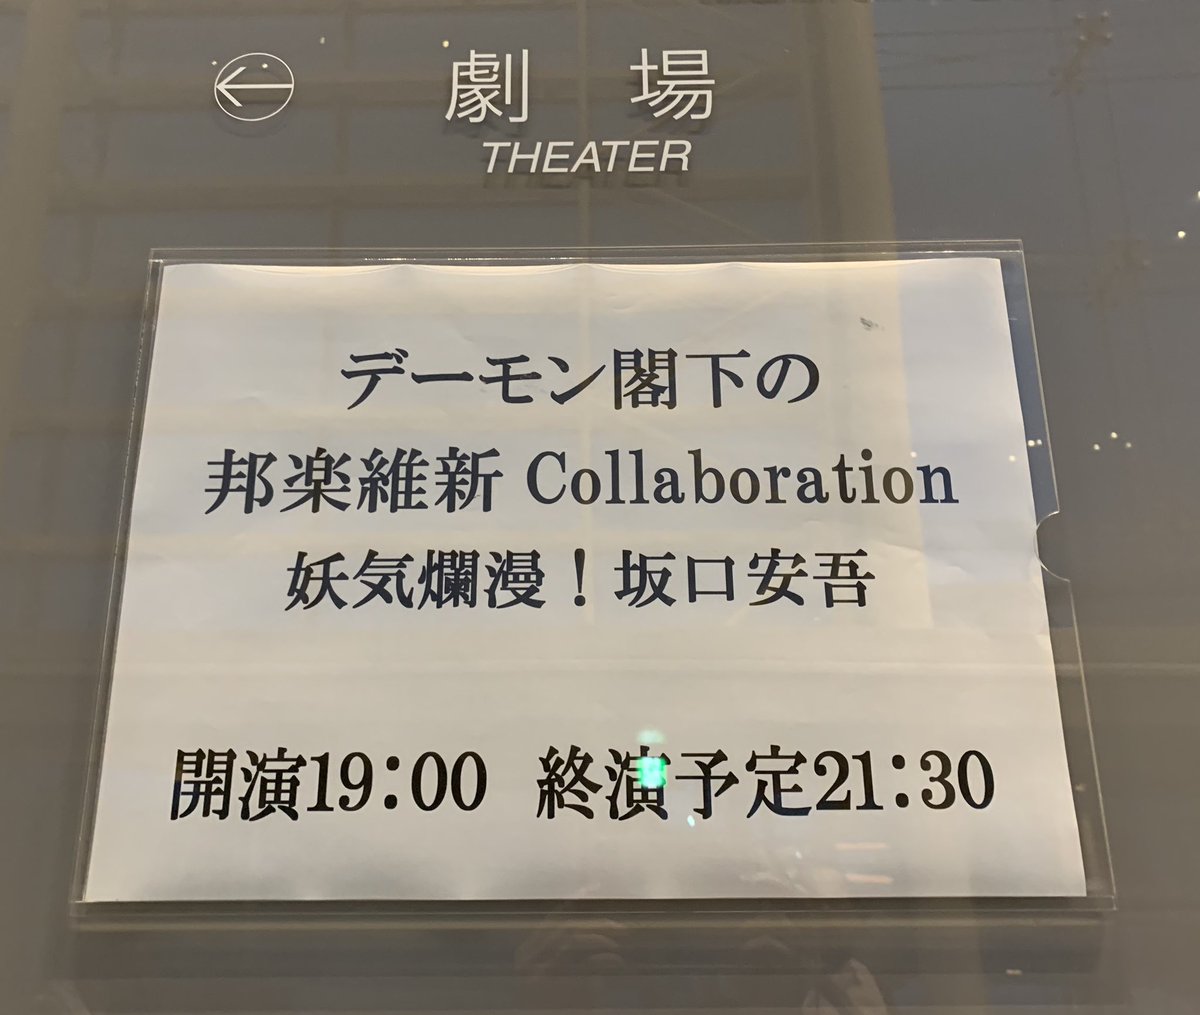 劇場
THEATER
デーモン閣下の
邦楽維新 Collaboration
妖気爛漫！坂口安吾
開演19：00 終演予定21：30